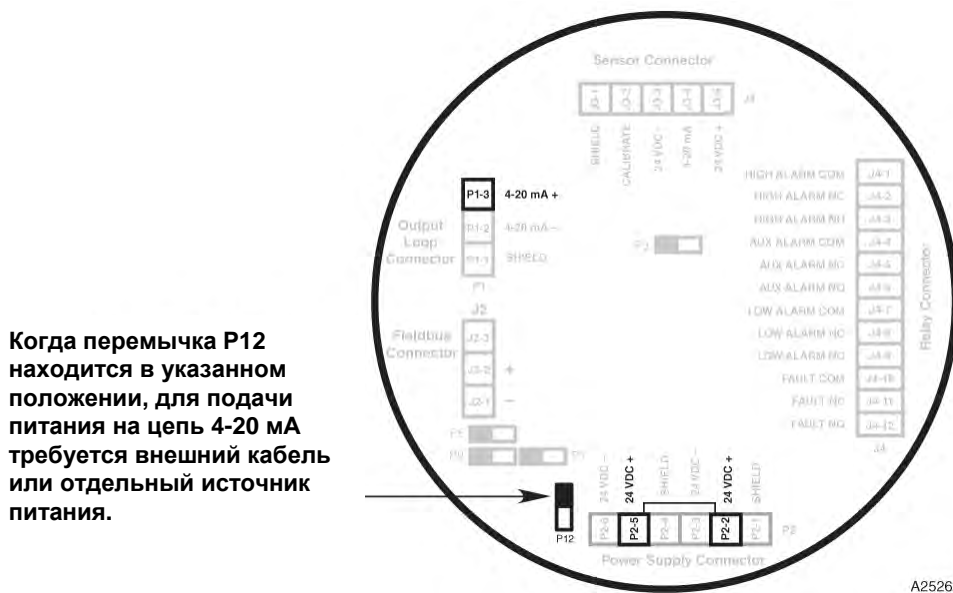 Sensor Connector
J3-1
J3-2
J3-3
J3-4
J3-5
SHIELD
CALIBRATE
24 VDC -
4-20 mA
24 VDC +
P1-3 4-20 mA +
P1-2 4-20 mA -
P1-1 SHIELD
Output
Loop
Connector
P1
J2
Fieldbus
Connector
J2-3
J2-2 +
J2-1 -
HIGH ALARM COM J4-1
HIGH ALARM NC J4-2
HIGH ALARM NO J4-3
AUX ALARM COM J4-4
AUX ALARM NC J4-5
AUX ALARM NO J4-6
LOW ALARM COM J4-7
LOW ALARM NC J4-8
LOW ALARM NO J4-9
FAULT COM J4-10
FAULT NC J4-11
FAULT NO J4-12
J4
Relay Connector
Когда перемычка P12
находится в указанном
положении, для подачи
питания на цепь 4-20 мА
требуется внешний кабель
или отдельный источник
питания.
P12
24 VDC -
24 VDC +
SHIELD
24 VDC -
24 VDC +
SHIELD
P2-6
P2-5
P2-4
P2-3
P2-2
P2-1
P2
Power Supply Connector
A2526